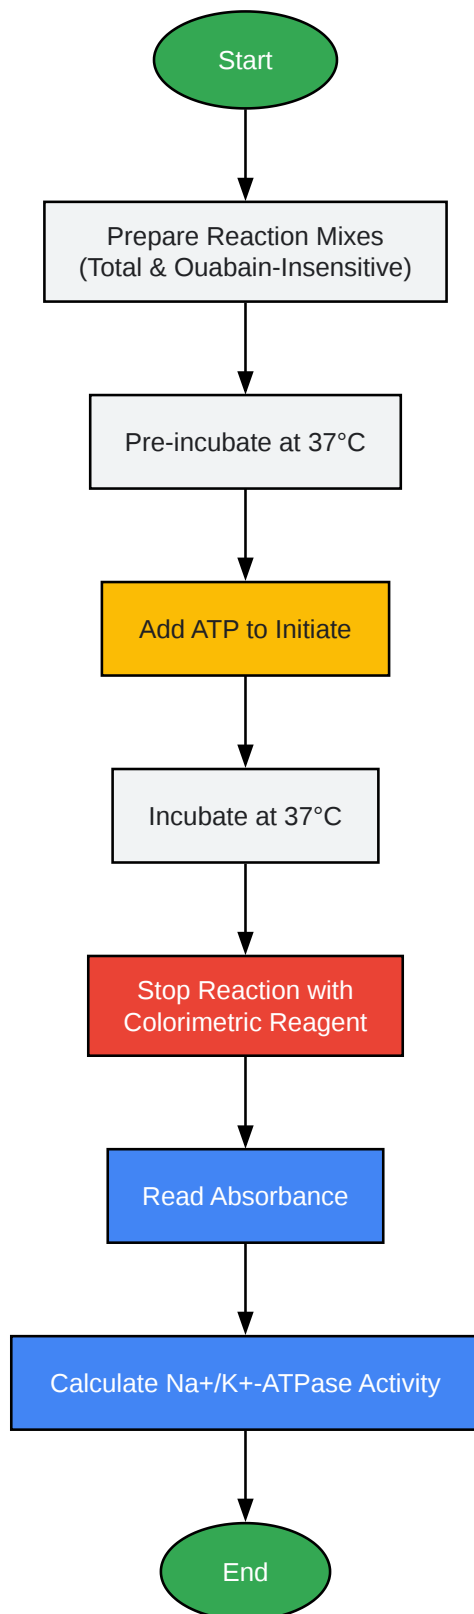 Start
Prepare Reaction Mixes
(Total & Ouabain-Insensitive)
Pre-incubate at 37°C
Add ATP to Initiate
Incubate at 37°C
Stop Reaction with
Colorimetric Reagent
Read Absorbance
Calculate Na+/K+-ATPase Activity
End